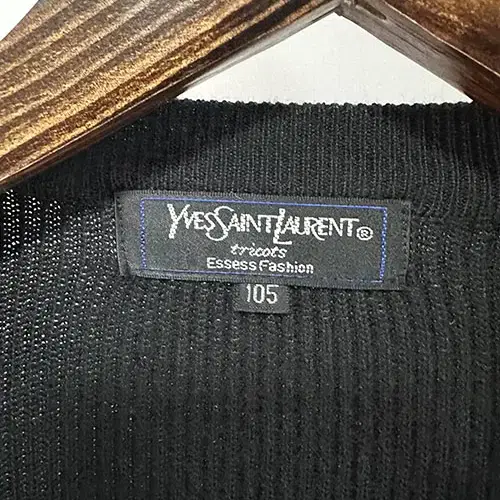 YVESSAINTLAURENT®
tricots
Essess Fashion
105